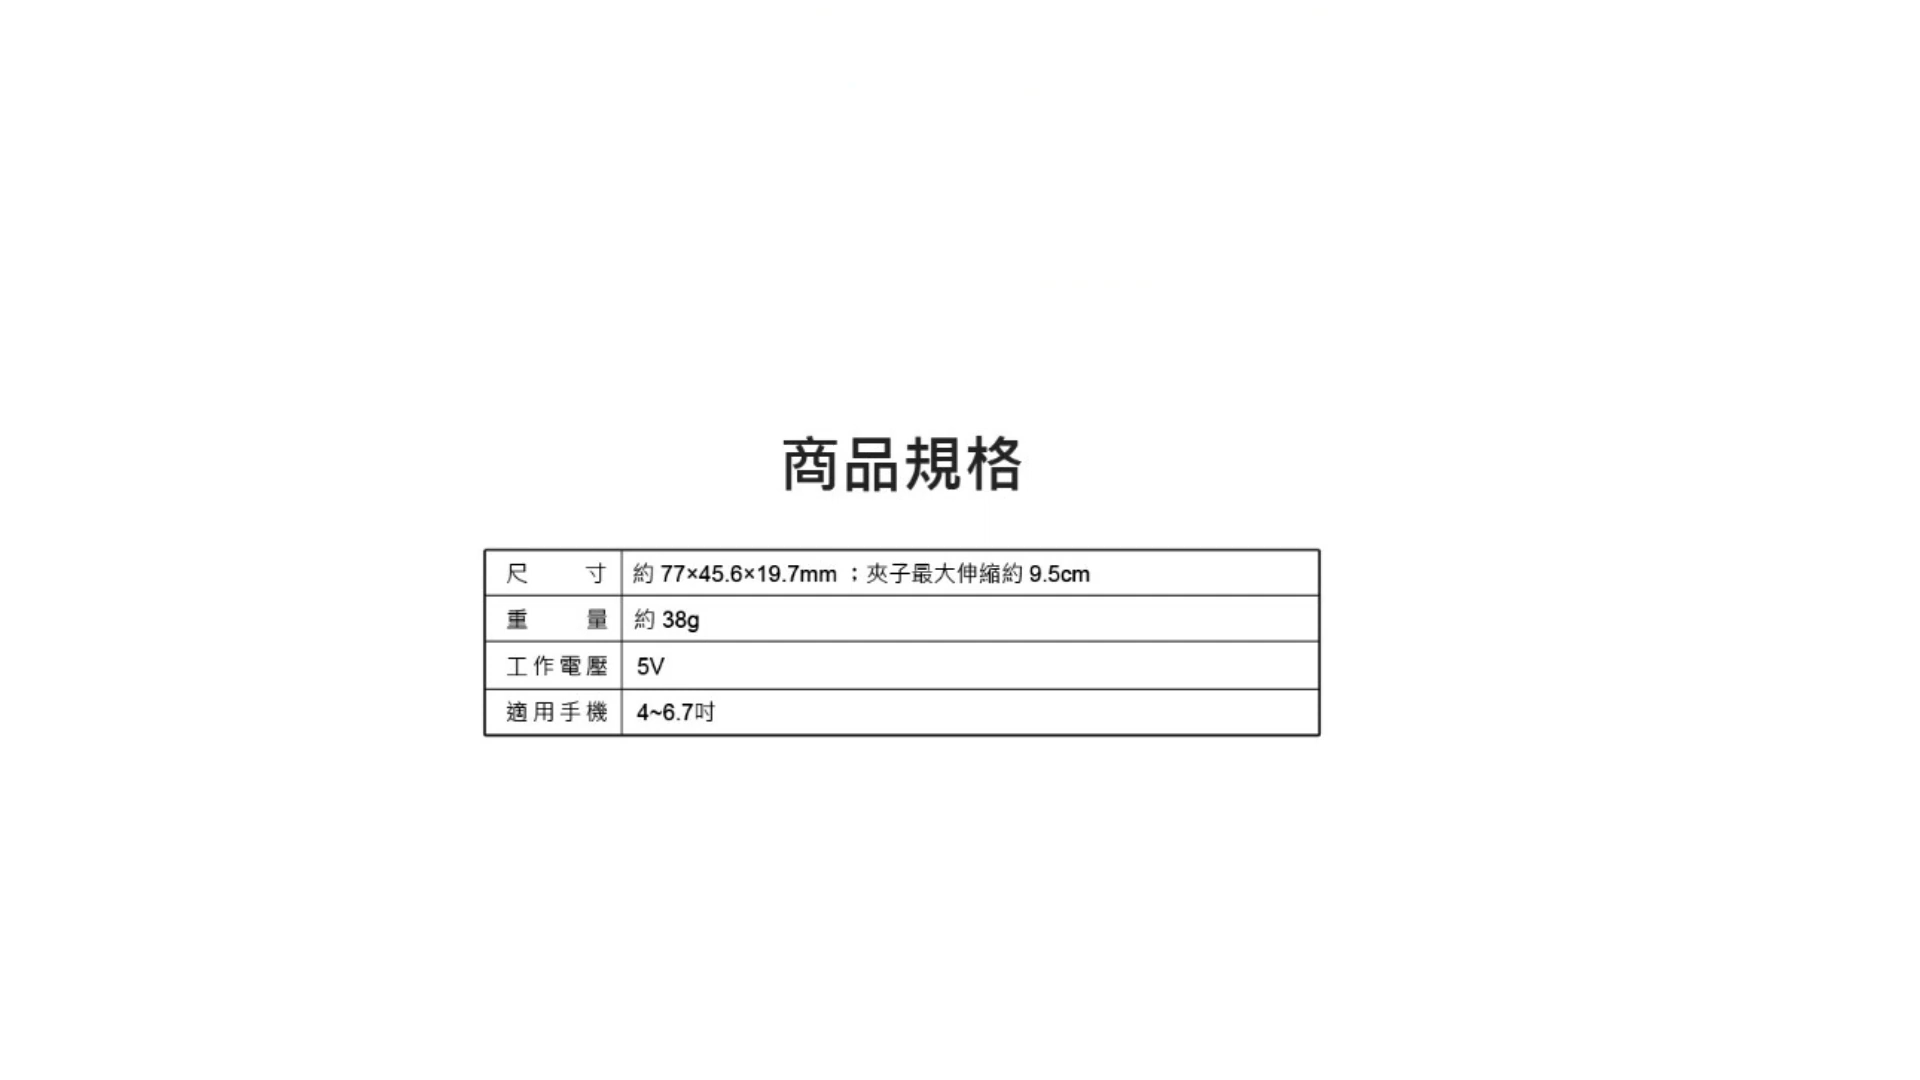 商品規格
尺寸 約 77×45.6×19.7mm ；夾子最大伸縮約 9.5cm
重量 約 38g
工作電壓 5V
適用手機 4~6.7吋